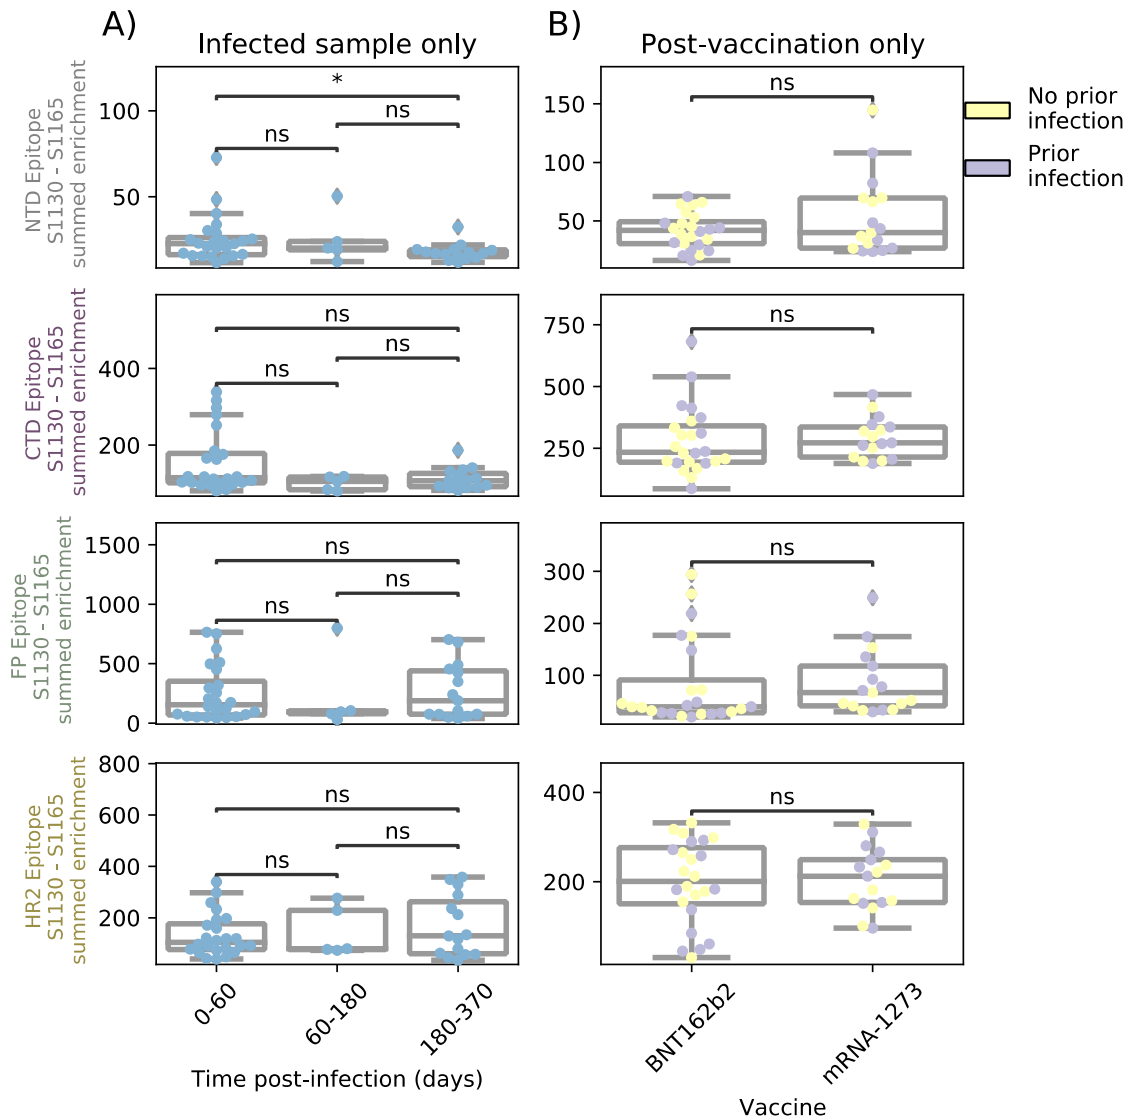 A)
Infected sample only
NTD Epitope
S1130 - S1165
summed enrichment
100
50
*
ns
ns
CTD Epitope
S1130 - S1165
summed enrichment
400
200
ns
ns
ns
FP Epitope
S1130 - S1165
summed enrichment
1500
1000
500
0
ns
ns
ns
HR2 Epitope
S1130 - S1165
summed enrichment
800
600
400
200
ns
ns
ns
0-60
60-180
180-370
Time post-infection (days)
B)
Post-vaccination only
150
100
50
ns
No prior
infection
Prior
infection
750
500
250
ns
300
200
100
ns
400
200
ns
BNT162b2
mRNA-1273
Vaccine